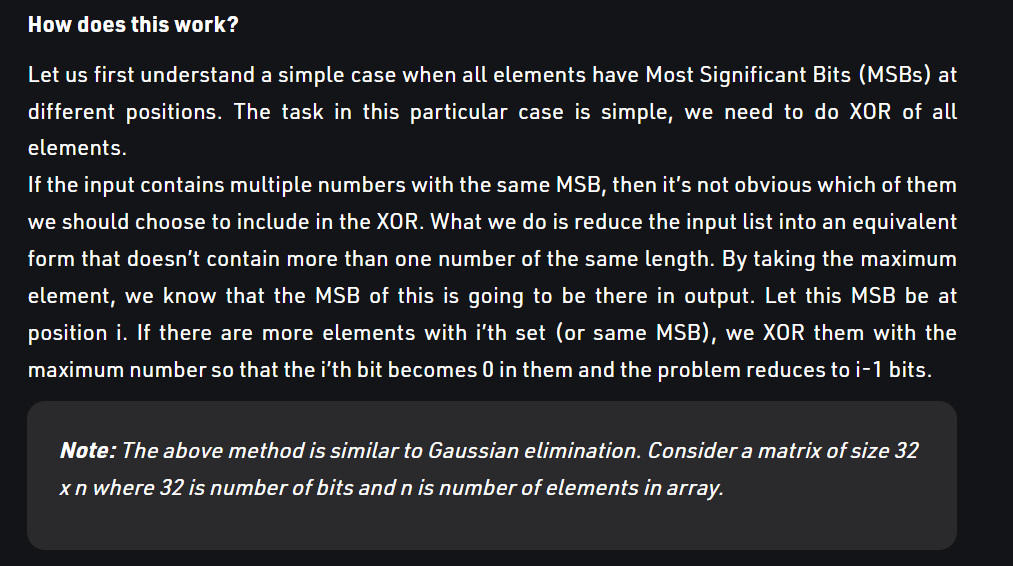 How does this work?
Let us first understand a simple case when all elements have Most Significant Bits (MSBs) at
different positions. The task in this particular case is simple, we need to do XOR of all
elements.
If the input contains multiple numbers with the same MSB, then it's not obvious which of them
we should choose to include in the XOR. What we do is reduce the input list into an equivalent
form that doesn't contain more than one number of the same length. By taking the maximum
element, we know that the MSB of this is going to be there in output. Let this MSB be at
position i. If there are more elements with i'th set (or same MSB), we XOR them with the
maximum number so that the i'th bit becomes 0 in them and the problem reduces to i-1 bits.
Note: The above method is similar to Gaussian elimination. Consider a matrix of size 32
x n where 32 is number of bits and n is number of elements in array.